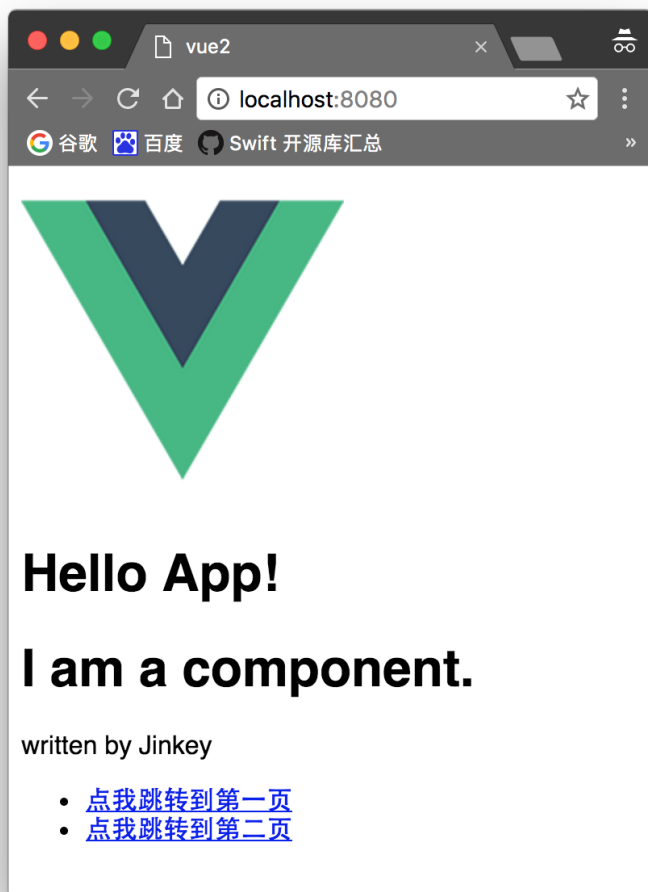 vue2
localhost:8080
谷歌 百度 Swift 开源库汇总 »
Hello App!
I am a component.
written by Jinkey
点我跳转到第一页
点我跳转到第二页